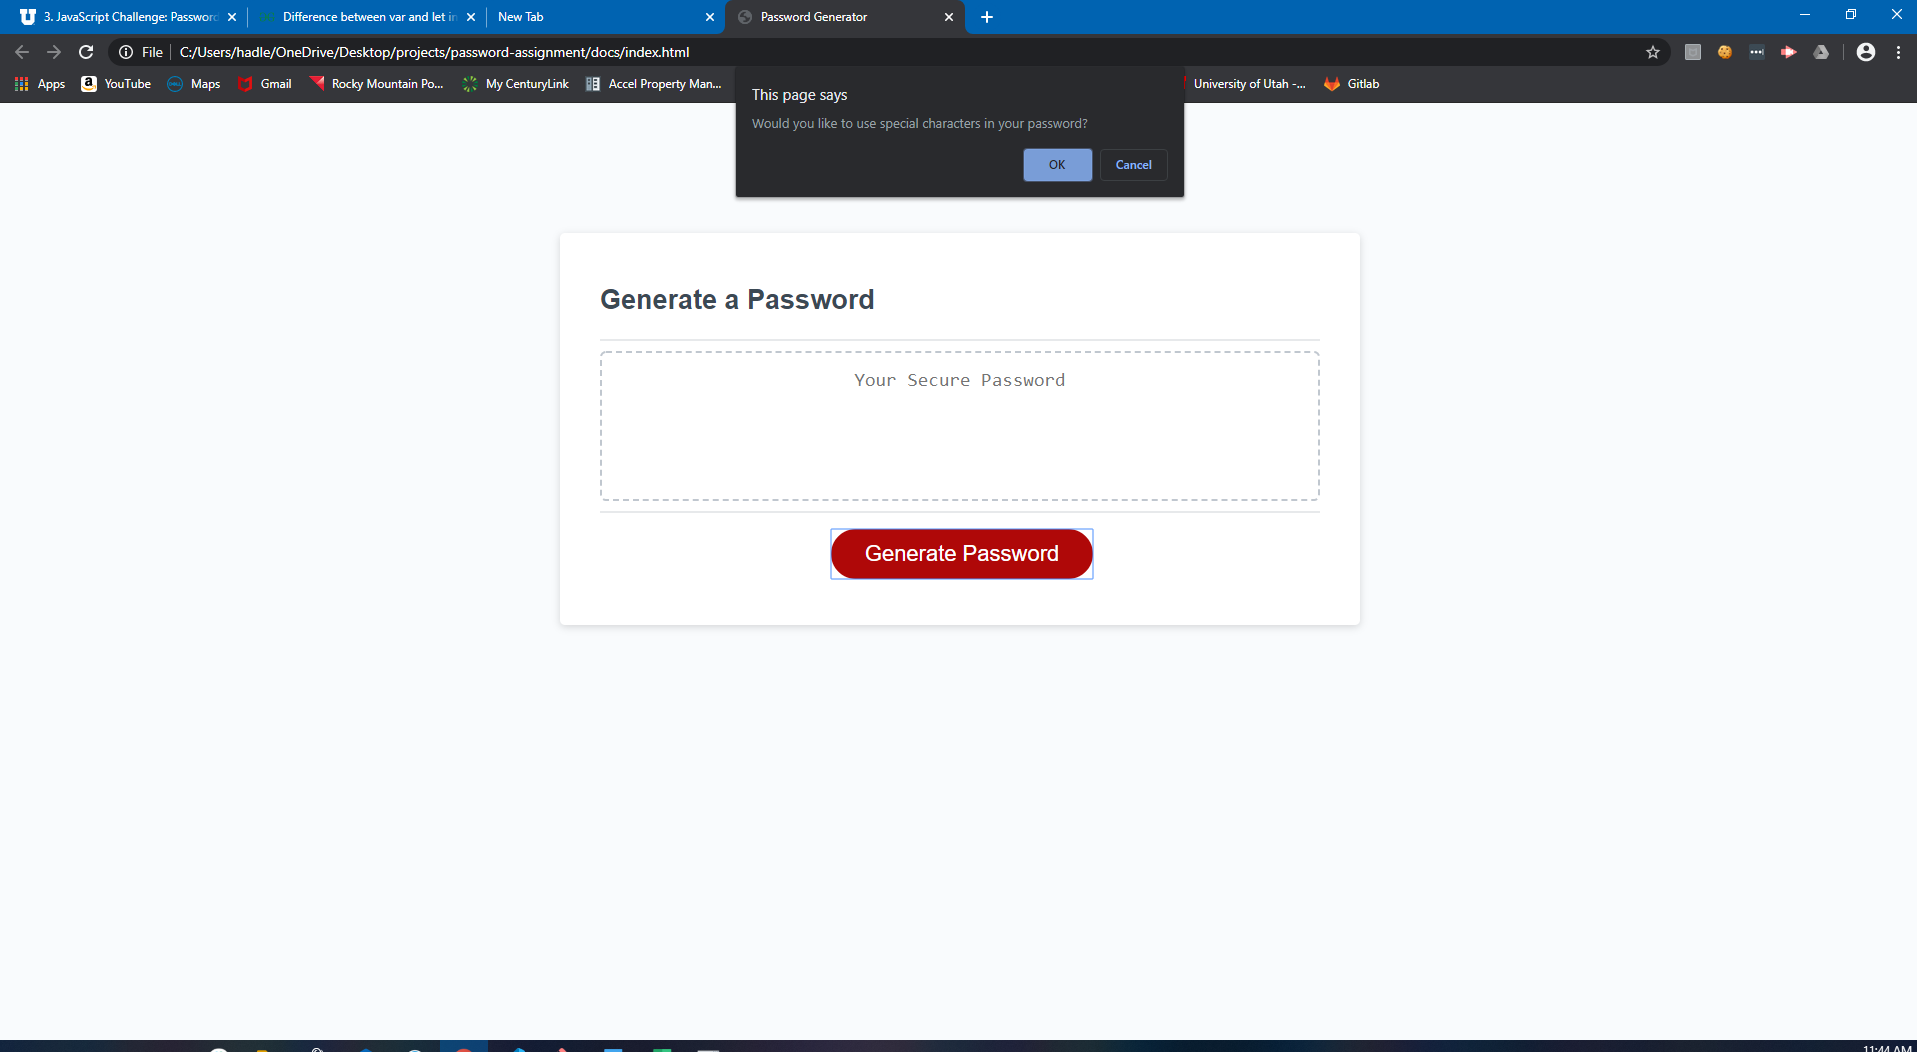 3. JavaScript Challenge: Password
Difference between var and let in
New Tab
Password Generator
File
C:/Users/hadle/OneDrive/Desktop/projects/password-assignment/docs/index.html
Apps
YouTube
Maps
Gmail
Rocky Mountain Po...
My CenturyLink
Accel Property Man...
University of Utah -...
Gitlab
This page says
Would you like to use special characters in your password?
OK
Cancel
Generate a Password
Your Secure Password
Generate Password
11:44 AM